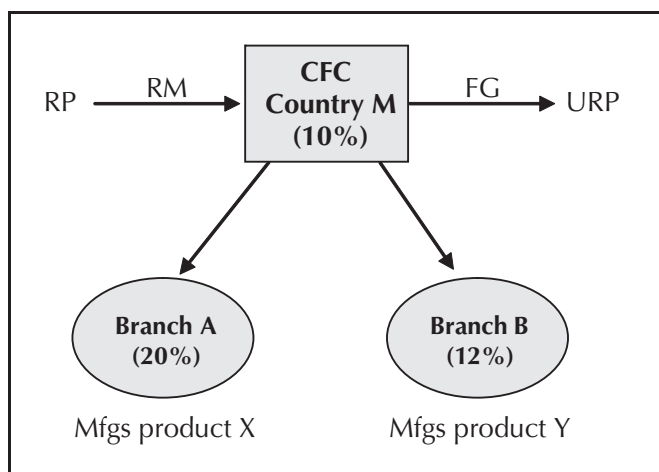 CFC
Country M
(10%)
RP
RM
FG
URP
Branch A
(20%)
Branch B
(12%)
Mfgs product X
Mfgs product Y